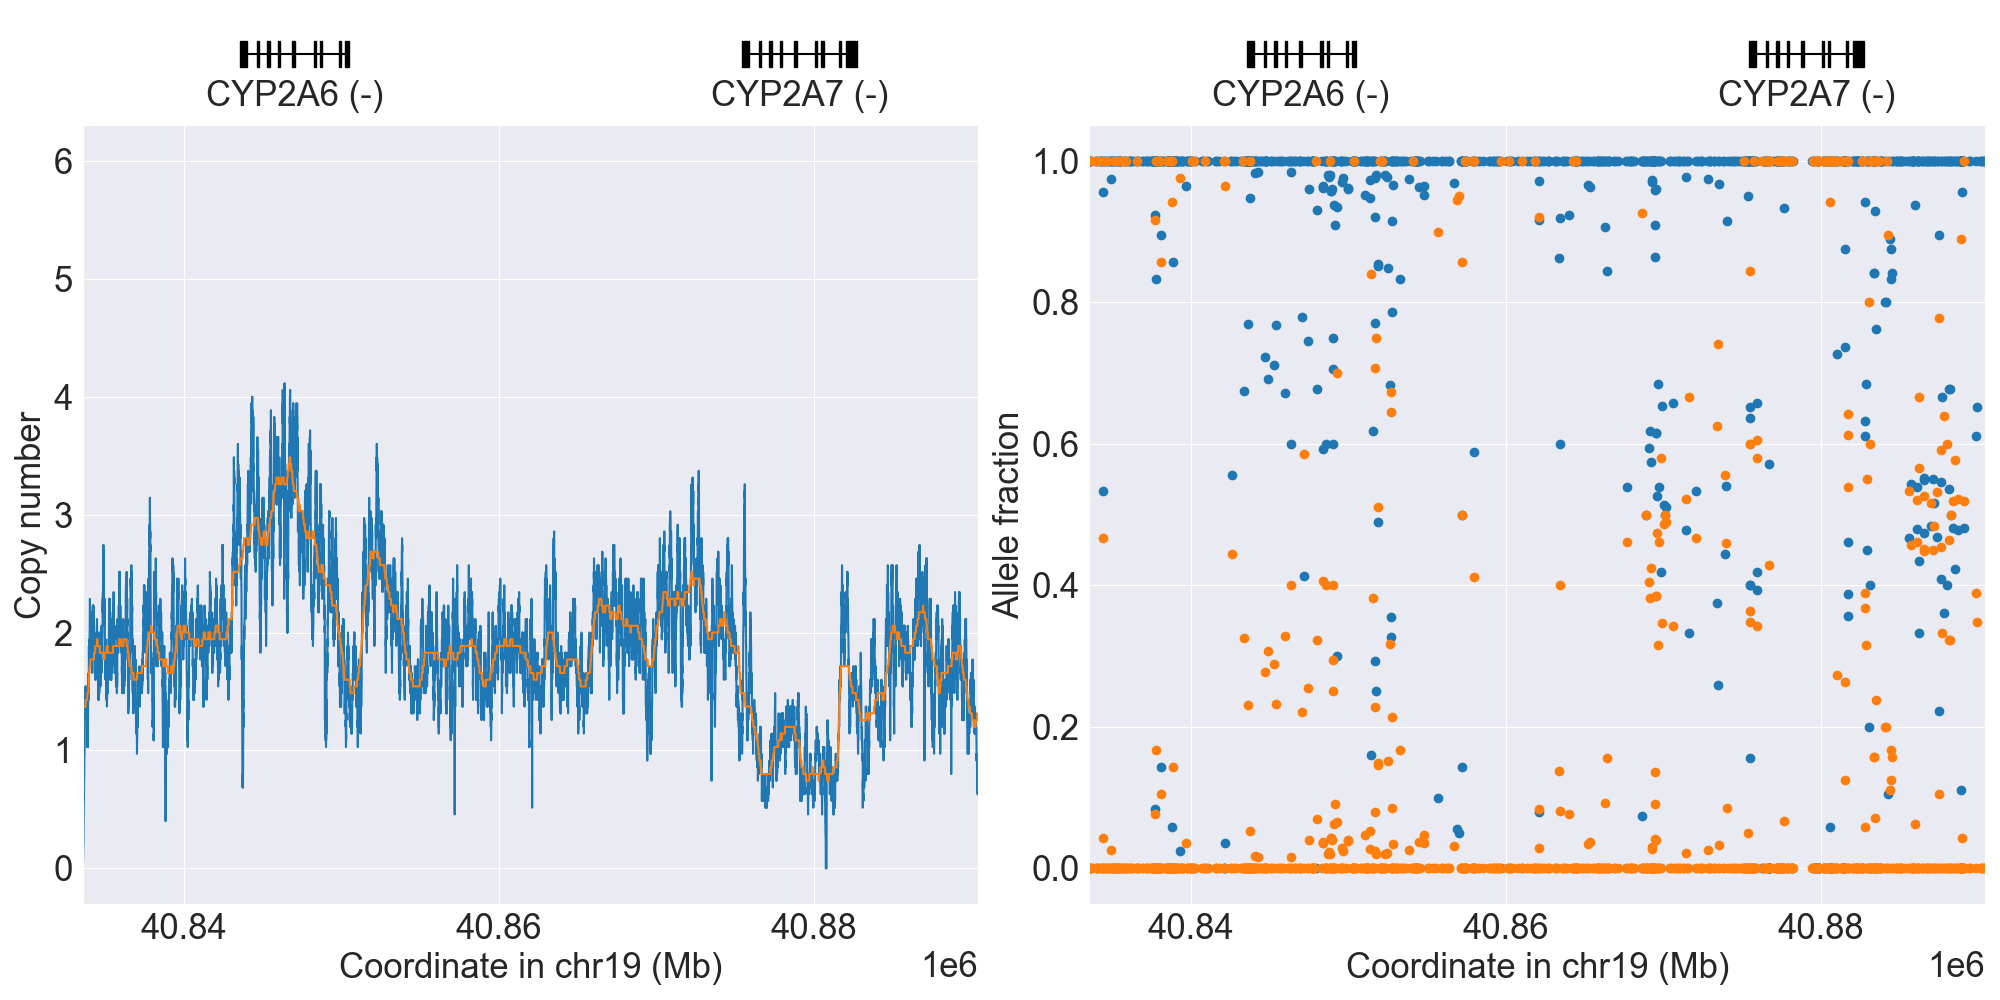 CYP2A6 (-) CYP2A7 (-)
6
5
4
3
2
1
0
Copy number
40.84 40.86 40.88
Coordinate in chr19 (Mb) 1e6
CYP2A6 (-) CYP2A7 (-)
1.0
0.8
0.6
0.4
0.2
0.0
Allele fraction
40.84 40.86 40.88
Coordinate in chr19 (Mb) 1e6